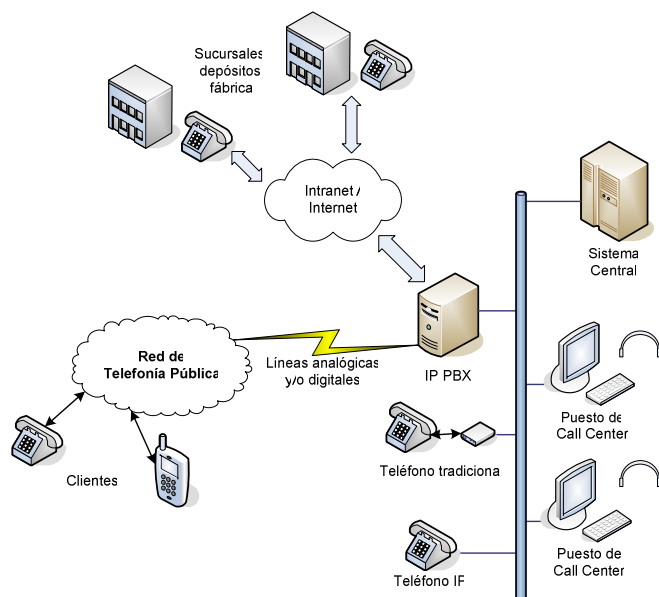 Sucursales
depósitos
fábrica
Intranet /
Internet
Sistema
Central
Red de
Telefonía Pública
Líneas analógicas
y/o digitales
IP PBX
Puesto de
Call Center
Clientes
Teléfono tradiciona
Teléfono IF
Puesto de
Call Center